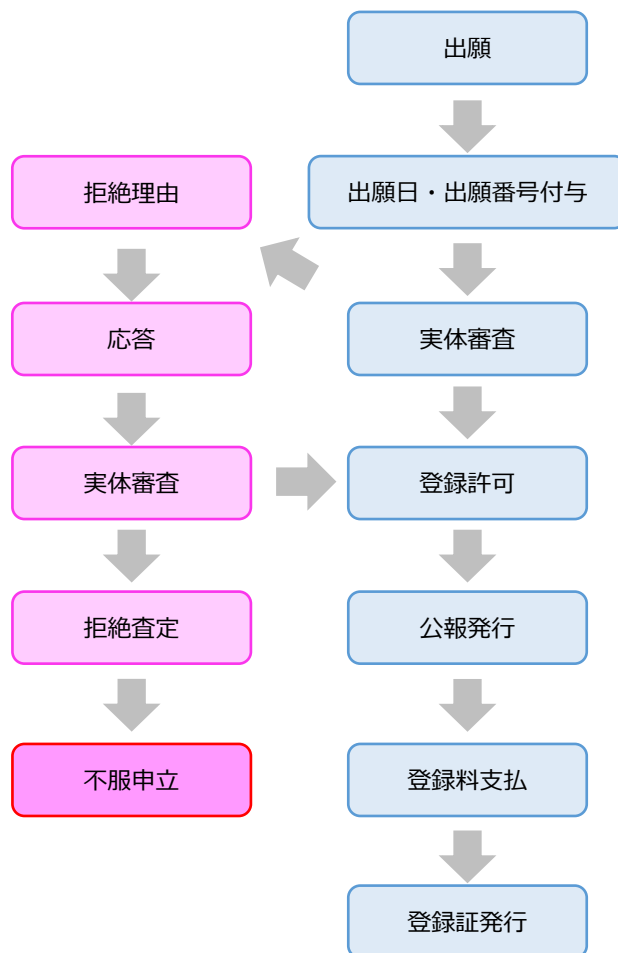 出願
拒絶理由
出願日・出願番号付与
応答
実体審査
実体審査
登録許可
拒絶査定
公報発行
不服申立
登録料支払
登録証発行